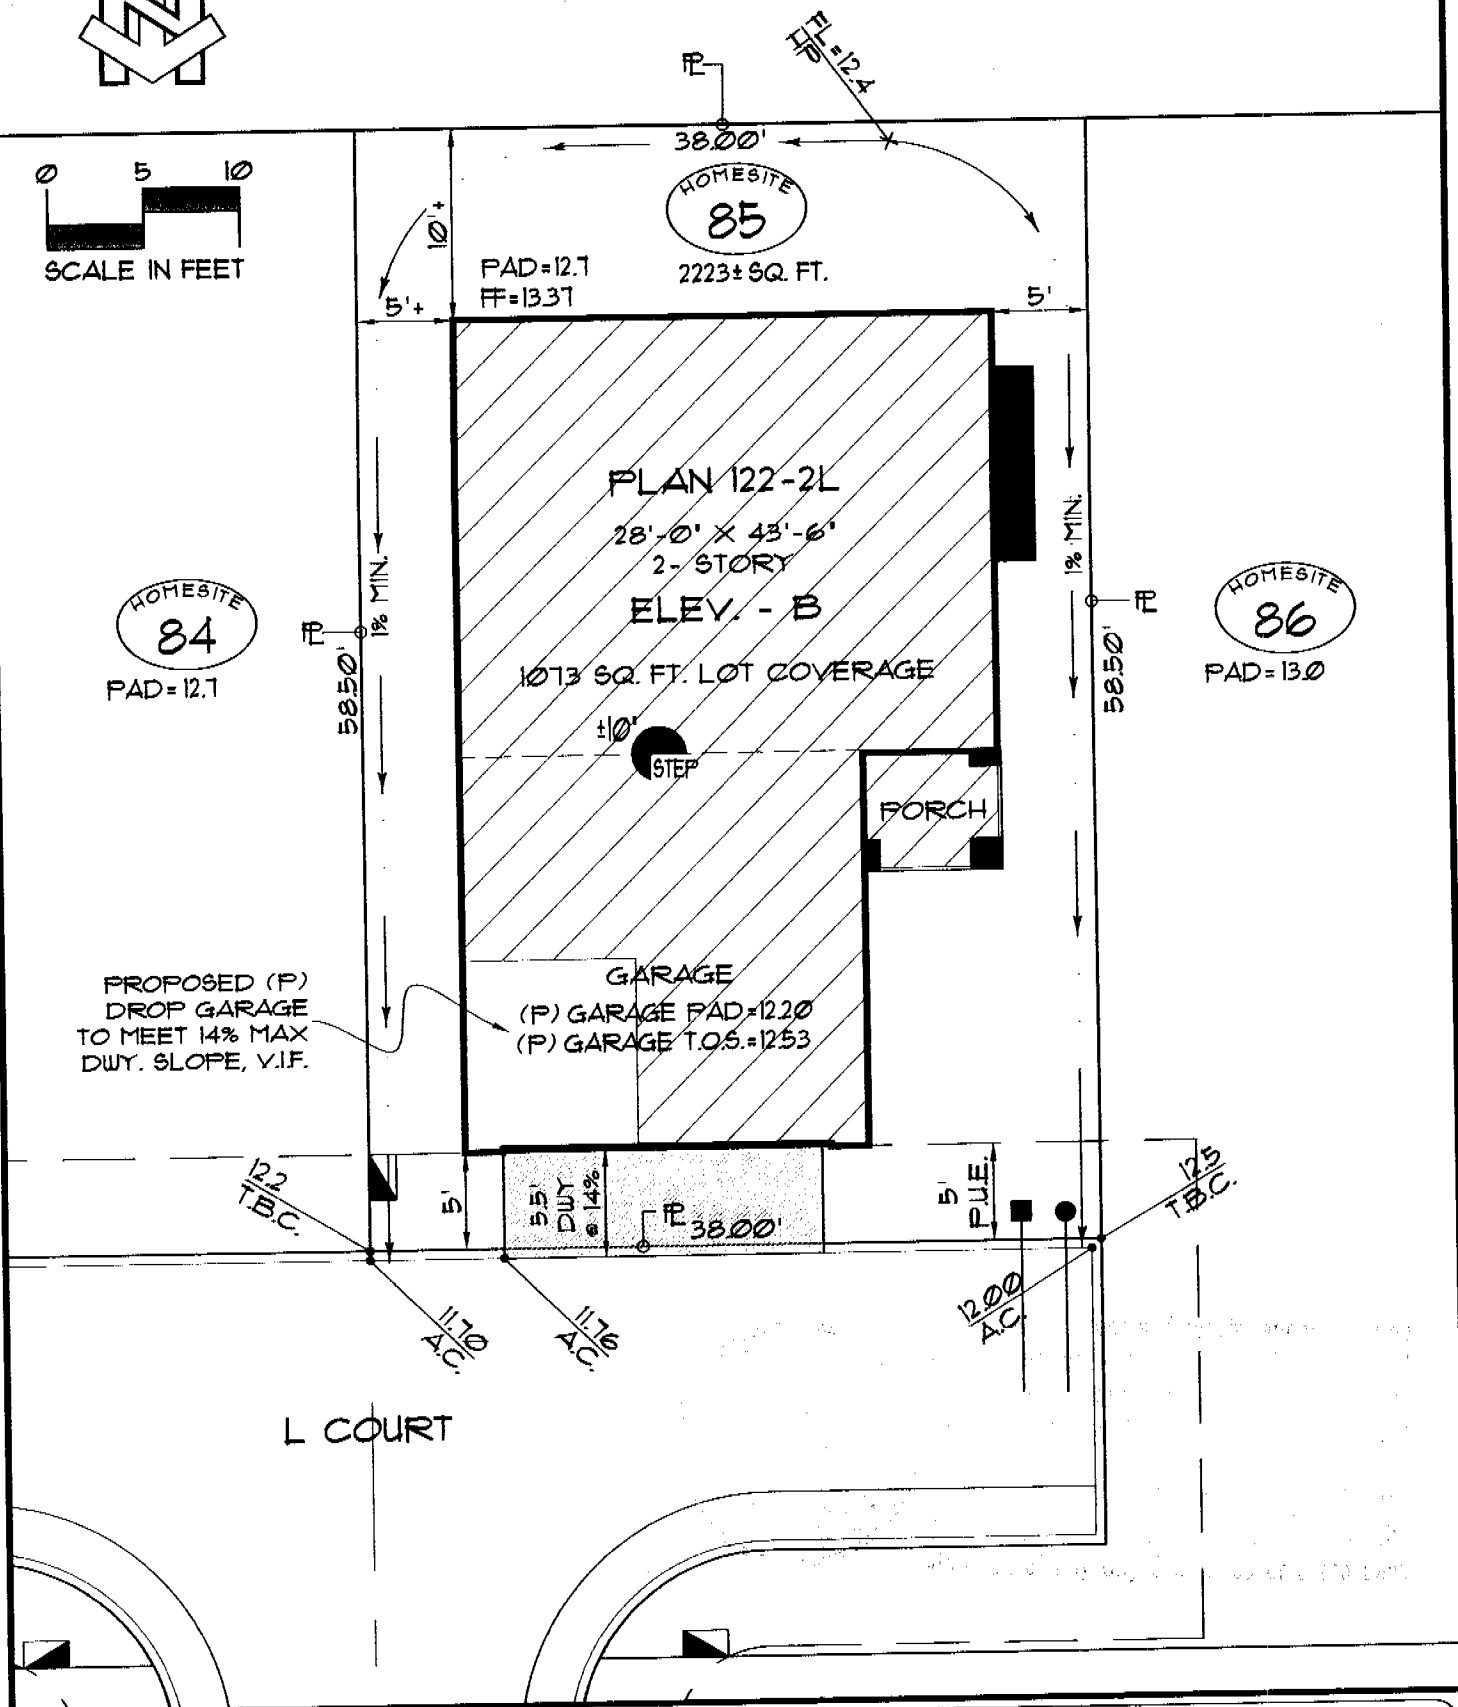 N
FL=12.4
HP
PL
38.00'
0 5 10
SCALE IN FEET
HOMESITE
85
2223± SQ. FT.
10'+
PAD=12.7
FF=13.37
5'+
5'
PLAN 122-2L
28'-0" X 43'-6"
2- STORY
ELEV. - B
1073 SQ. FT. LOT COVERAGE
±10"
STEP
PORCH
1% MIN.
1% MIN.
HOMESITE
84
PAD=12.7
PL
58.50'
PL
58.50'
HOMESITE
86
PAD=13.0
PROPOSED (P)
DROP GARAGE
TO MEET 14% MAX
DWY. SLOPE, V.I.F.
GARAGE
(P) GARAGE PAD=12.20
(P) GARAGE T.O.S.=12.53
12.2
T.B.C.
5'
5.5'
DWY
@ 14%
PL
38.00'
5'
P.U.E.
12.5
T.B.C.
11.70
A.C.
11.76
A.C.
12.00
A.C.
L COURT